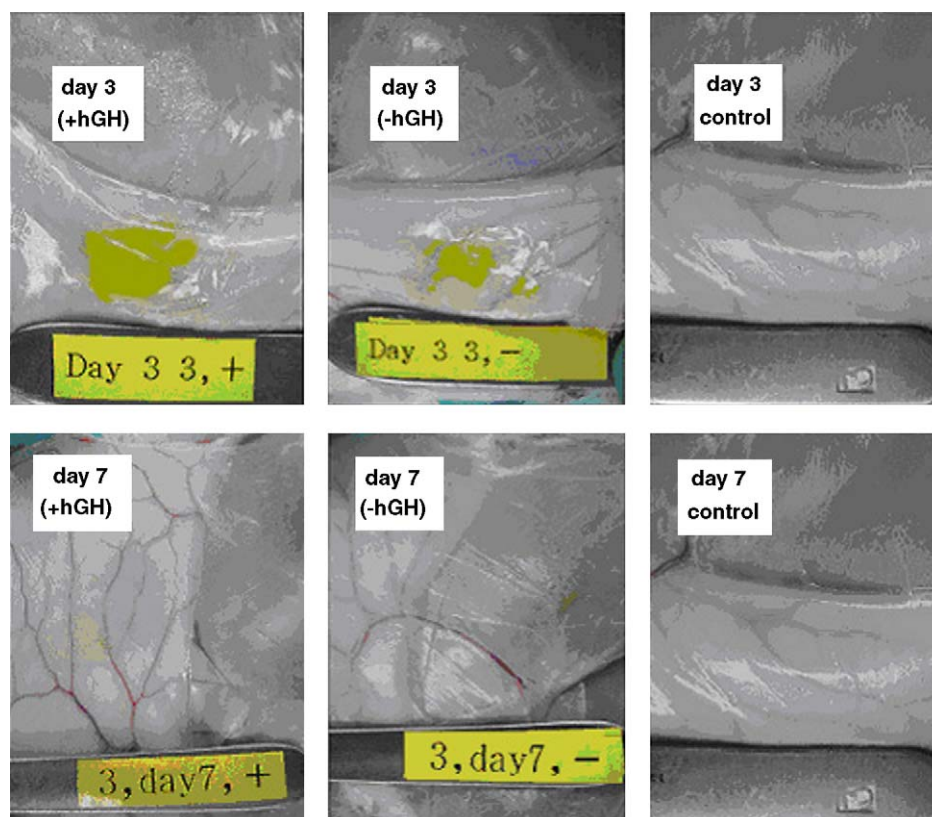 day 3
(+hGH)
day 3
(-hGH)
day 3
control
Day 3 3, +
Day 3 3, -
day 7
(+hGH)
day 7
(-hGH)
day 7
control
3, day7, +
3, day7, -